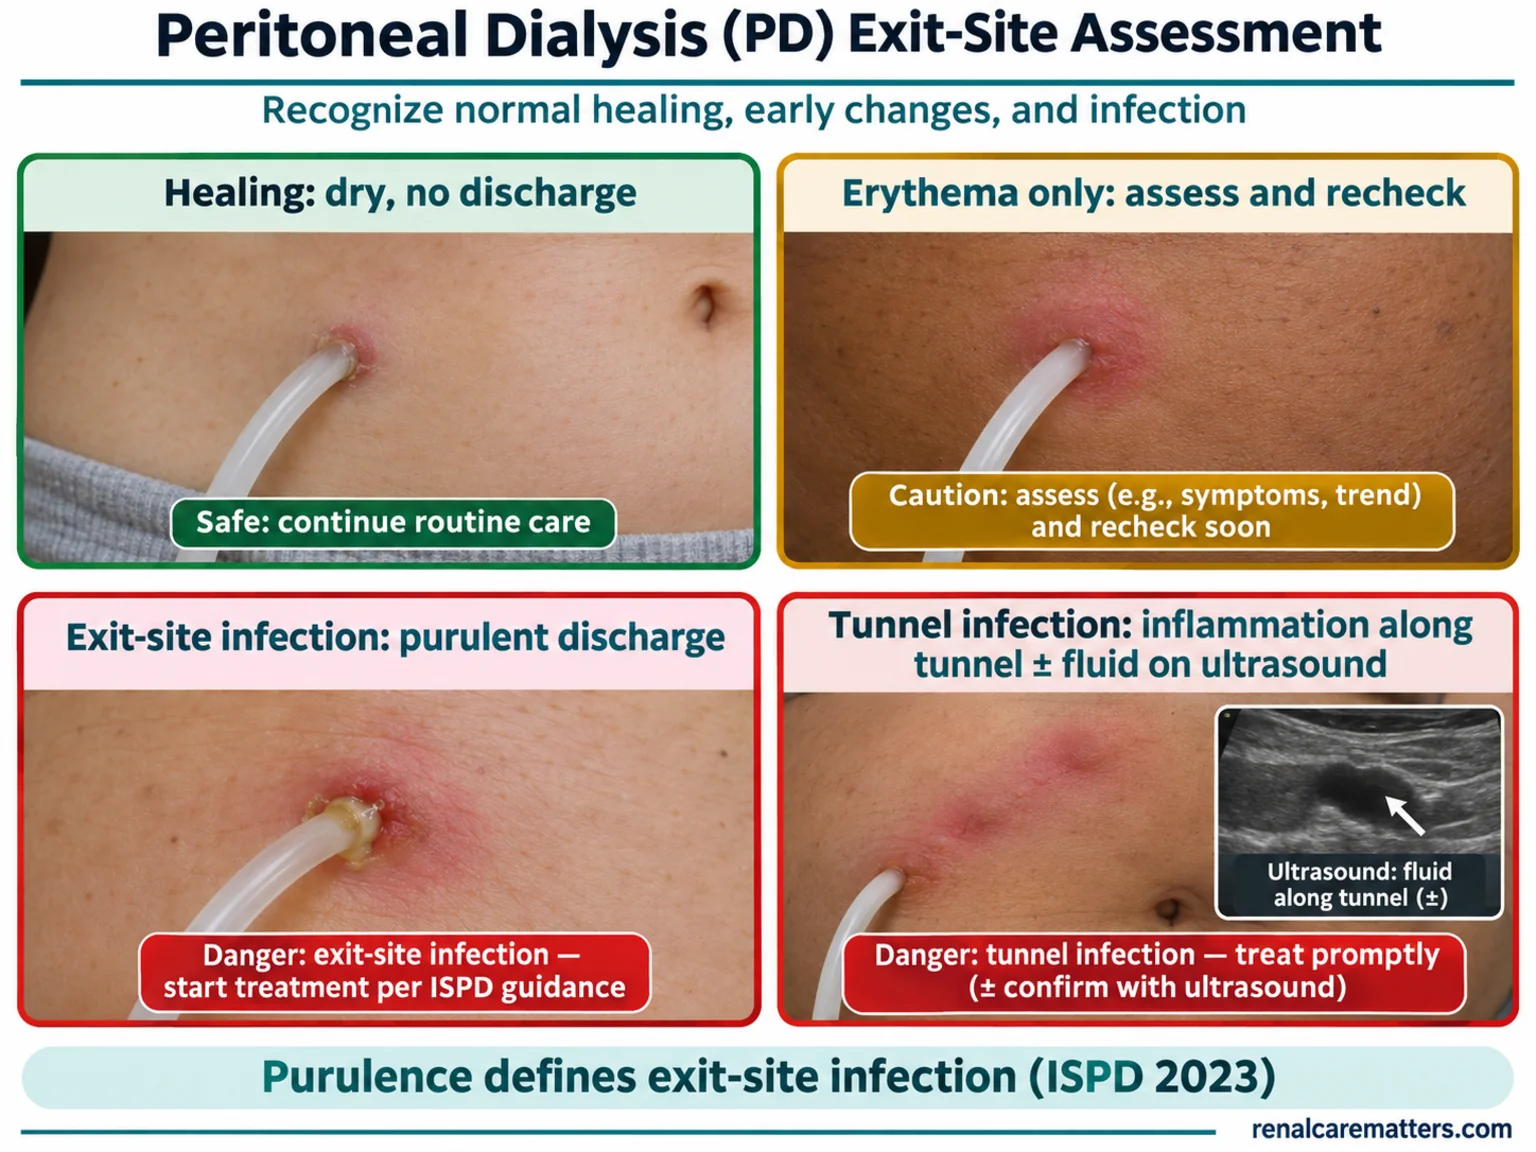 Peritoneal Dialysis (PD) Exit-Site Assessment
Recognize normal healing, early changes, and infection
Healing: dry, no discharge
Safe: continue routine care
Erythema only: assess and recheck
Caution: assess (e.g., symptoms, trend)
and recheck soon
Exit-site infection: purulent discharge
Danger: exit-site infection —
start treatment per ISPD guidance
Tunnel infection: inflammation along
tunnel ± fluid on ultrasound
Ultrasound: fluid
along tunnel (±)
Danger: tunnel infection — treat promptly
(± confirm with ultrasound)
Purulence defines exit-site infection (ISPD 2023)
renalcarematters.com